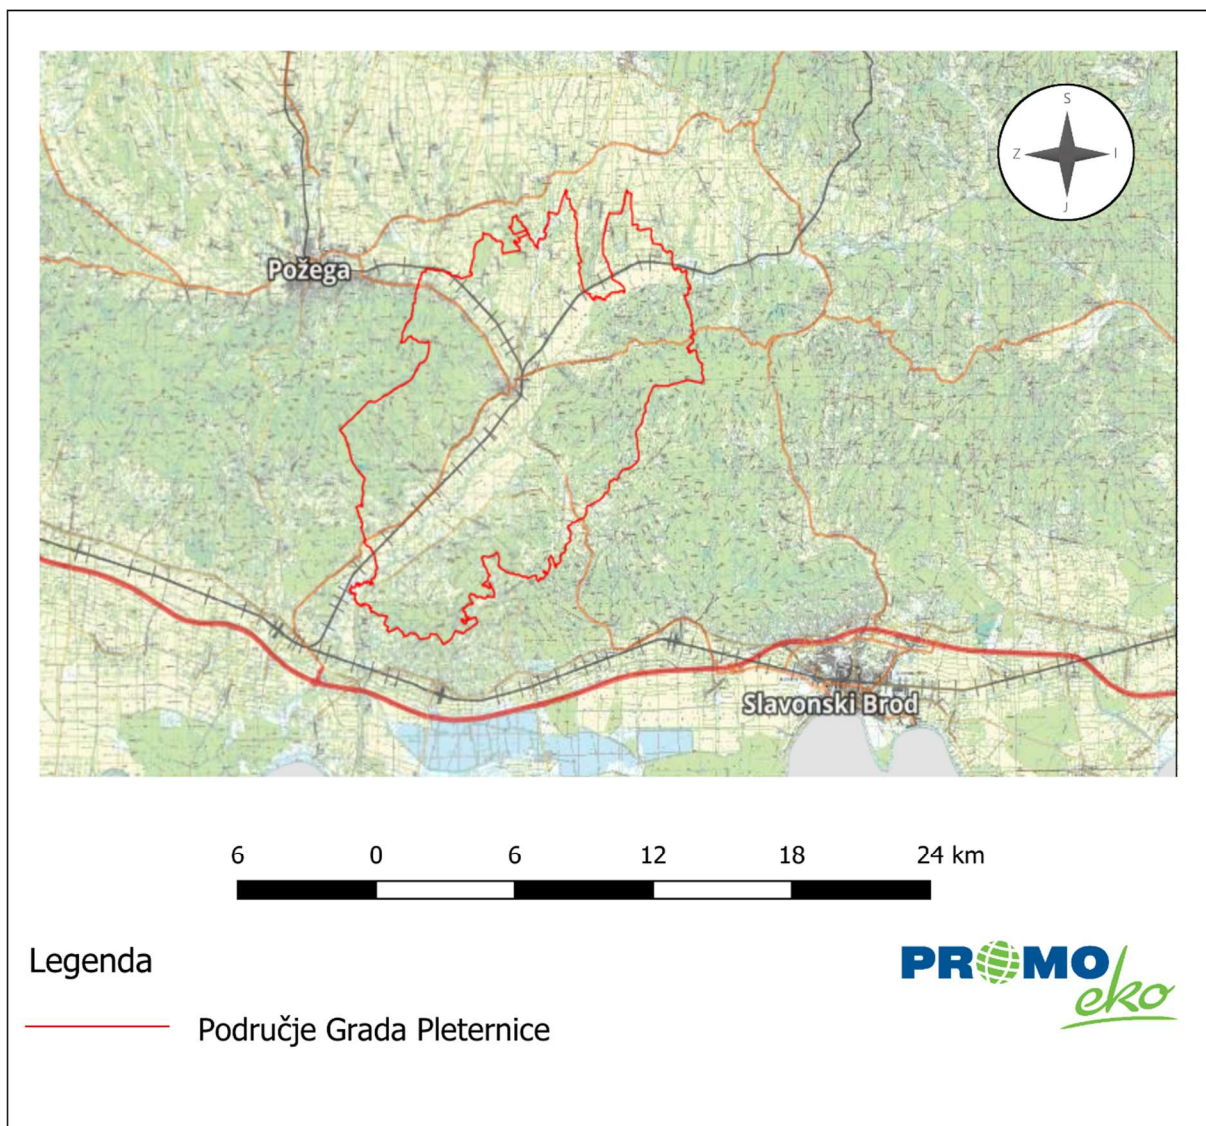 S
Z I
J
Požega
Slavonski Brod
6 0 6 12 18 24 km
Legenda
PROMO
eko
Područje Grada Pleternice